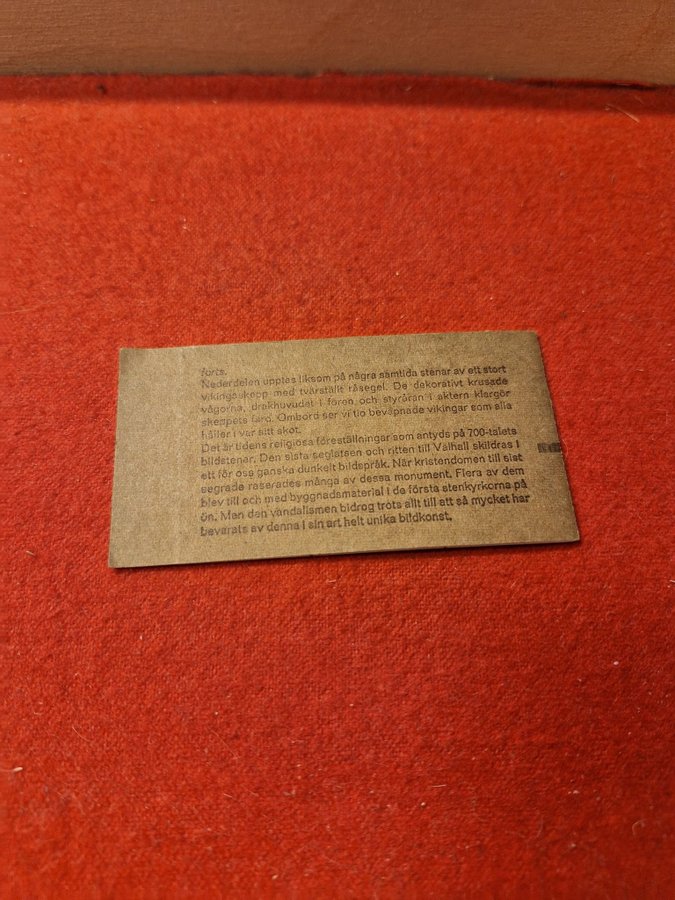 forts.
Nederdelen upptas liksom på några samtida stenar av ett stort
vikingaskepp med tvärställt råsegel. De dekorativt krusade
vågorna, drakhuvudet i fören och styråran i aktern klargör
skeppets färd. Ombord ser vi tio beväpnade vikingar som alla
håller i var sitt skot.
Det är tidens religiösa föreställningar som antyds på 700-talets
bildstenar. Den sista seglatsen och ritten till Valhall skildras i
ett för oss ganska dunkelt bildspråk. När kristendomen till sist
segrade raserades många av dessa monument. Flera av dem
blev till och med byggnadsmaterial i de första stenkyrkorna på
ön. Men den vandalismen bidrog trots allt till att så mycket har
bevarats av denna i sin art helt unika bildkonst.